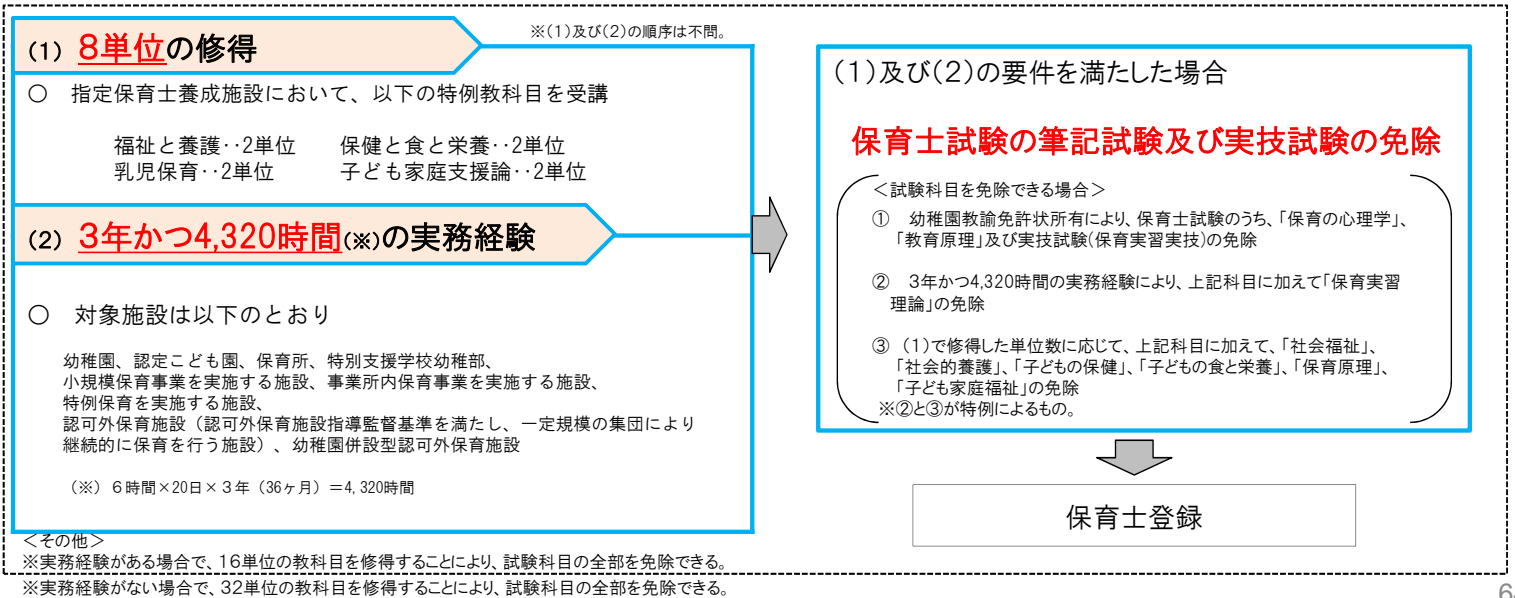 ※(1)及び(2)の順序は不問。
(1) 8単位の修得
○ 指定保育士養成施設において、以下の特例教科目を受講
福祉と養護‥2単位 保健と食と栄養‥2単位
乳児保育‥2単位 子ども家庭支援論‥2単位
(2) 3年かつ4,320時間(※)の実務経験
○ 対象施設は以下のとおり
幼稚園、認定こども園、保育所、特別支援学校幼稚部、
小規模保育事業を実施する施設、事業所内保育事業を実施する施設、
特例保育を実施する施設、
認可外保育施設（認可外保育施設指導監督基準を満たし、一定規模の集団により
継続的に保育を行う施設）、幼稚園併設型認可外保育施設
（※）６時間×20日×３年（36ヶ月）＝4,320時間
(1)及び(2)の要件を満たした場合
保育士試験の筆記試験及び実技試験の免除
＜試験科目を免除できる場合＞
① 幼稚園教諭免許状所有により、保育士試験のうち、「保育の心理学」、
「教育原理」及び実技試験(保育実習実技)の免除
② 3年かつ4,320時間の実務経験により、上記科目に加えて「保育実習
理論」の免除
③ (1)で修得した単位数に応じて、上記科目に加えて、「社会福祉」、
「社会的養護」、「子どもの保健」、「子どもの食と栄養」、「保育原理」、
「子ども家庭福祉」の免除
※②と③が特例によるもの。
保育士登録
＜その他＞
※実務経験がある場合で、16単位の教科目を修得することにより、試験科目の全部を免除できる。
※実務経験がない場合で、32単位の教科目を修得することにより、試験科目の全部を免除できる。